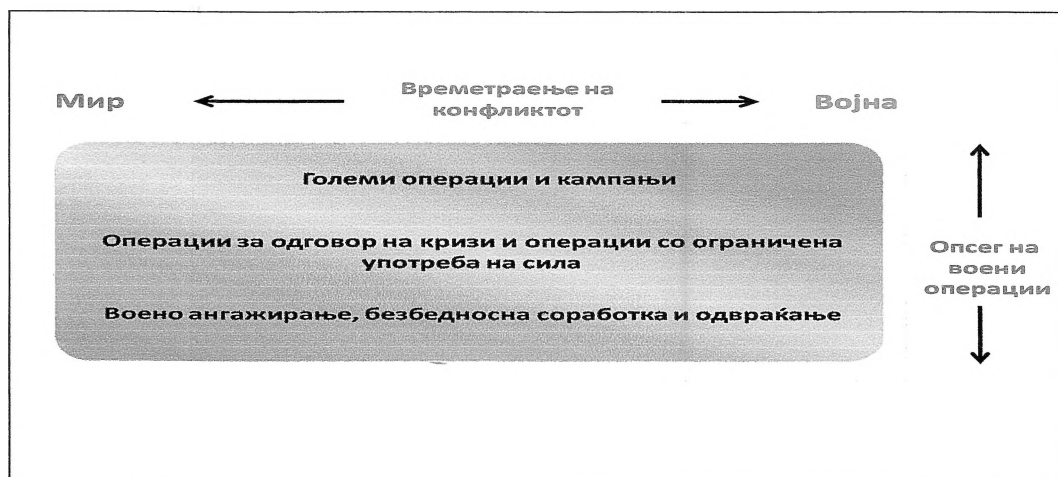 Мир
Времетраење на
конфликтот
Војна
Големи операции и кампањи
Операции за одговор на кризи и операции со ограничена
употреба на сила
Воено ангажирање, безбедносна соработка и одвраќање
Опсег на
воени
операции